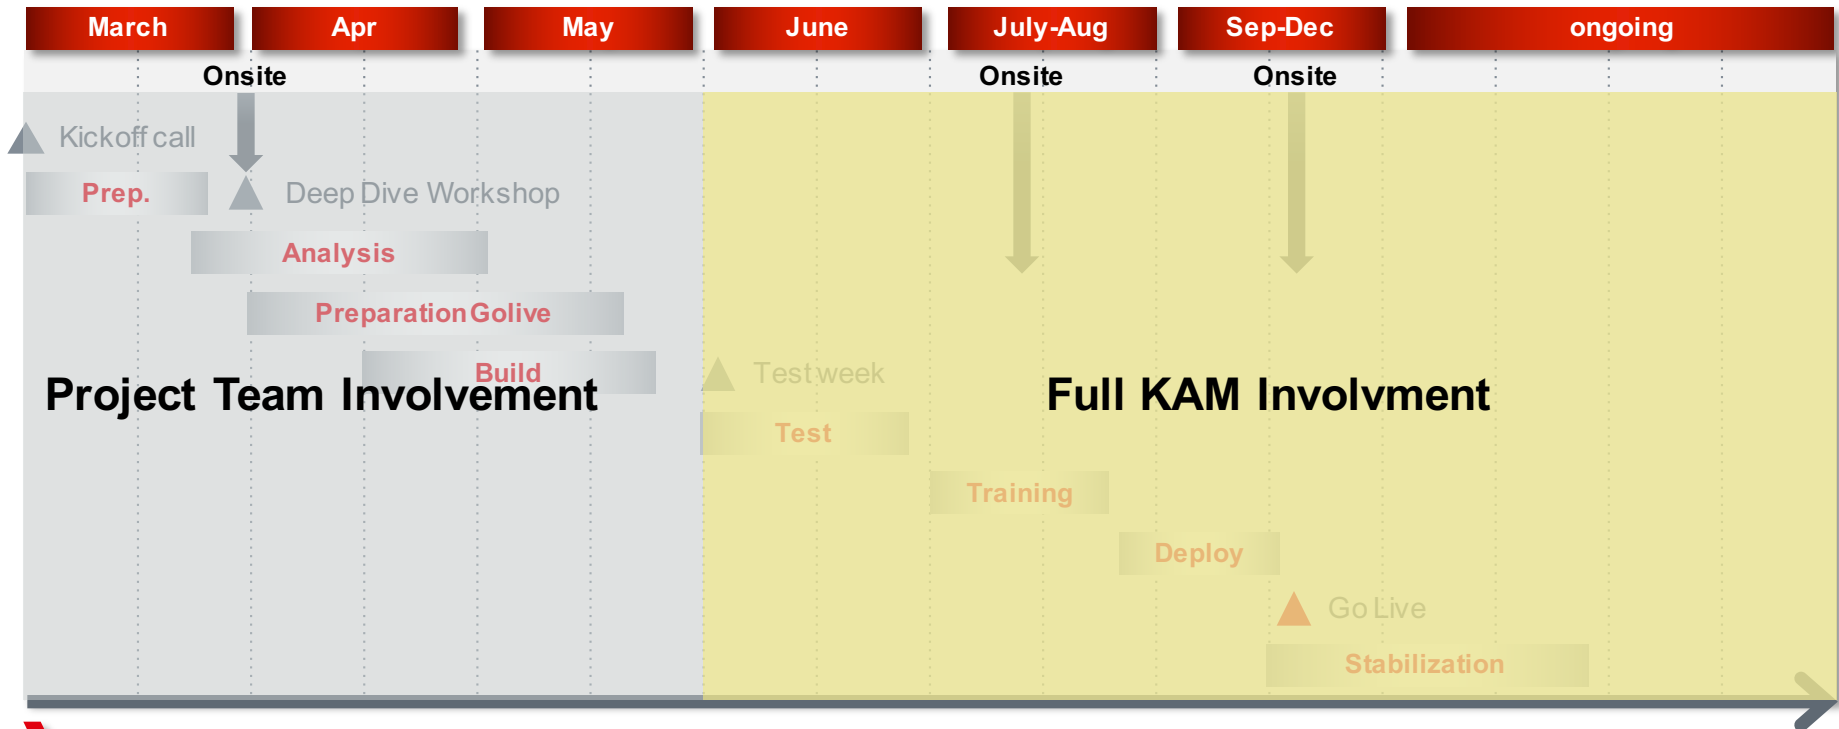 March Apr May June July-Aug Sep-Dec ongoing
Onsite Onsite Onsite
Kickoff call
Prep. Deep Dive Workshop
Analysis
Preparation Golive
Build Test week
Project Team Involvement Full KAM Involvment
Test
Training
Deploy
Go Live
Stabilization